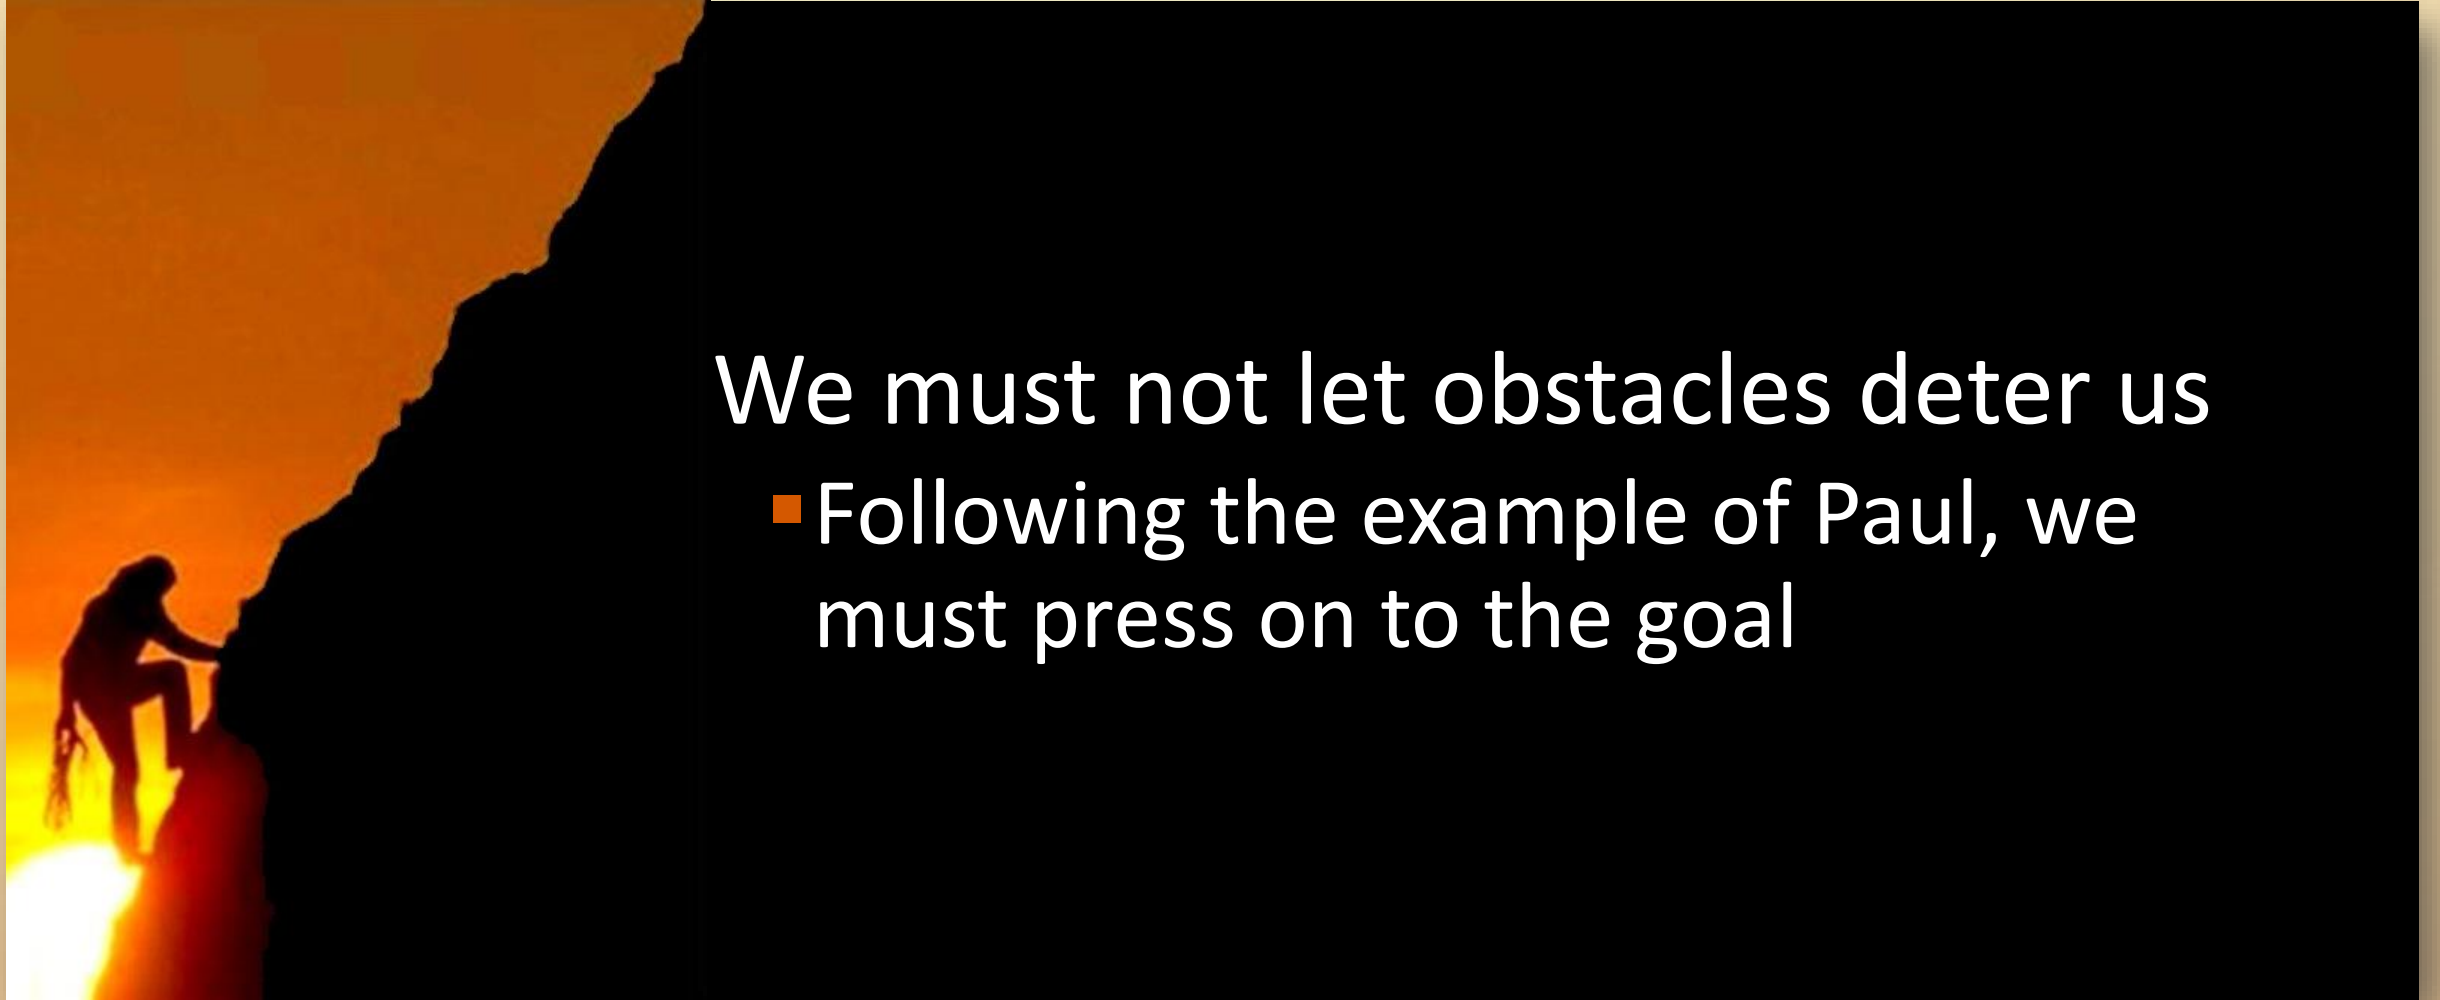 We must not let obstacles deter us
Following the example of Paul, we
must press on to the goal